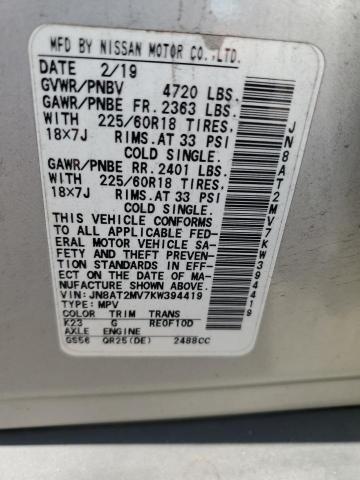 MFD BY NISSAN MOTOR CO.,LTD.
DATE 2/19
GVWR/PNBV 4720 LBS.
GAWR/PNBE FR. 2363 LBS.
WITH 225/60R18 TIRES,
18X7J RIMS.AT 33 PSI
COLD SINGLE.
GAWR/PNBE RR. 2401 LBS.
WITH 225/60R18 TIRES,
18X7J RIMS.AT 33 PSI
COLD SINGLE.
THIS VEHICLE CONFORMS
TO ALL APPLICABLE FED-
ERAL MOTOR VEHICLE SA-
FETY AND THEFT PREVEN-
TION STANDARDS IN EFF-
ECT ON THE DATE OF MA-
NUFACTURE SHOWN ABOVE.
VIN: JN8AT2MV7KW394419
TYPE: MPV
COLOR TRIM TRANS
K23 G RE0F10D
AXLE ENGINE
GS56 QR25(DE) 2488CC
JN8AT2MV7KW394419